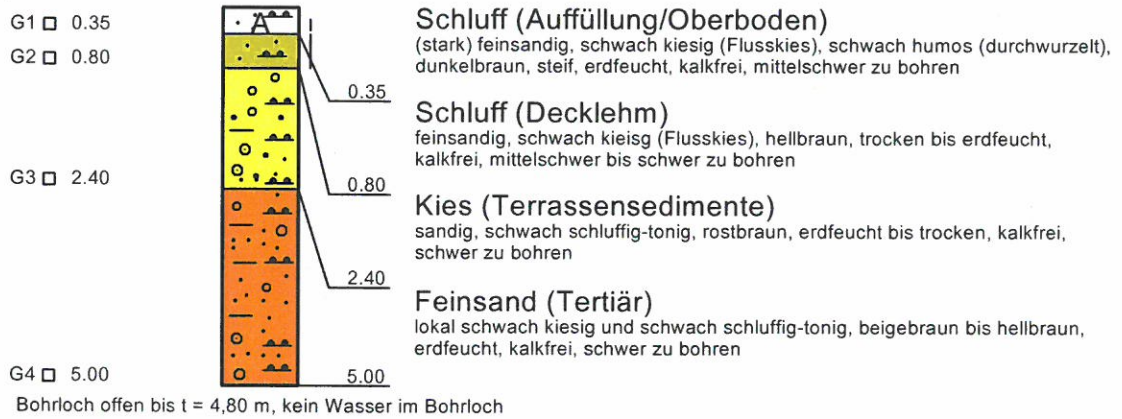 G1 □ 0.35
G2 □ 0.80
G3 □ 2.40
G4 □ 5.00
A
0.35
0.80
2.40
5.00
Schluff (Auffüllung/Oberboden)
(stark) feinsandig, schwach kiesig (Flusskies), schwach humos (durchwurzelt),
dunkelbraun, steif, erdfeucht, kalkfrei, mittelschwer zu bohren
Schluff (Decklehm)
feinsandig, schwach kieisg (Flusskies), hellbraun, trocken bis erdfeucht,
kalkfrei, mittelschwer bis schwer zu bohren
Kies (Terrassensedimente)
sandig, schwach schluffig-tonig, rostbraun, erdfeucht bis trocken, kalkfrei,
schwer zu bohren
Feinsand (Tertiär)
lokal schwach kiesig und schwach schluffig-tonig, beigebraun bis hellbraun,
erdfeucht, kalkfrei, schwer zu bohren
Bohrloch offen bis t = 4,80 m, kein Wasser im Bohrloch